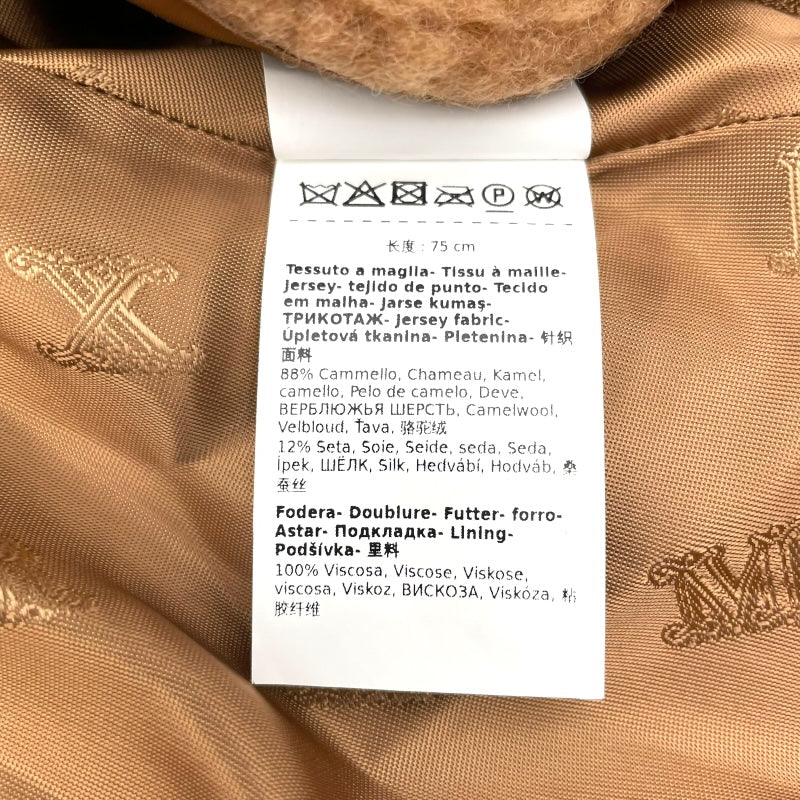 P
W
长度 : 75 cm
Tessuto a maglia- Tissu à maille-
Jersey- tejido de punto- Tecido
em malha- Jarse kumaş-
ТРИКОТАЖ- Jersey fabric-
Úpletová tkanina- Pletenina- 针织
面料
88% Cammello, Chameau, Kamel,
camello, Pelo de camelo, Deve,
ВЕРБЛЮЖЬЯ ШЕРСТЬ, Camelwool,
Velbloud, Ťava, 骆驼绒
12% Seta, Soie, Seide, seda, Seda,
İpek, ШЁЛК, Silk, Hedvábí, Hodváb, 桑
蚕丝
Fodera- Doublure- Futter- forro-
Astar- Подкладка- Lining-
Podšívka- 里料
100% Viscosa, Viscose, Viskose,
viscosa, Viskoz, ВИСКОЗА, Viskóza, 粘
胶纤维
X
M